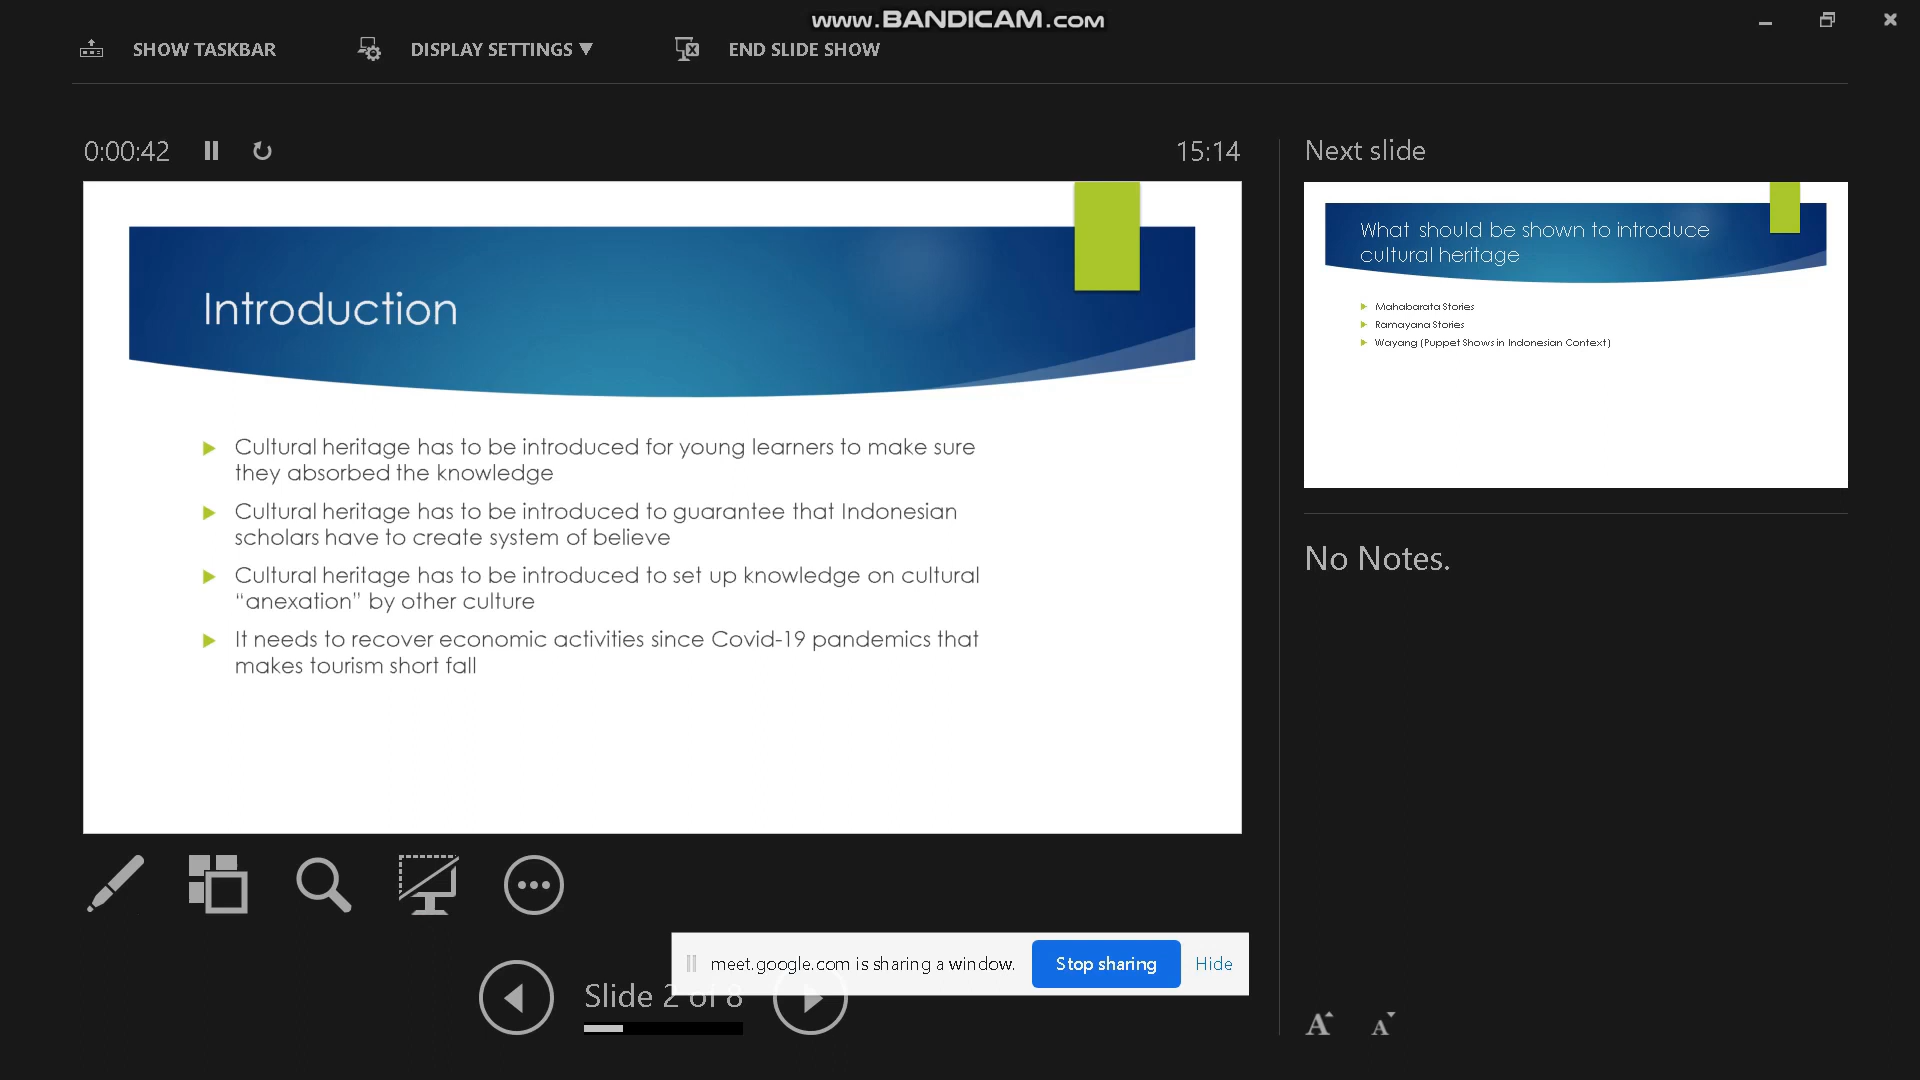 www.BANDICAM.com
SHOW TASKBAR
DISPLAY SETTINGS ▼
END SLIDE SHOW
0:00:42
15:14
Introduction
Cultural heritage has to be introduced for young learners to make sure
they absorbed the knowledge
Cultural heritage has to be introduced to guarantee that Indonesian
scholars have to create system of believe
Cultural heritage has to be introduced to set up knowledge on cultural
“anexation” by other culture
It needs to recover economic activities since Covid-19 pandemics that
makes tourism short fall
Next slide
What should be shown to introduce
cultural heritage
Mahabarata Stories
Ramayana Stories
Wayang (Puppet Shows in Indonesian Context)
No Notes.
meet.google.com is sharing a window.
Stop sharing
Hide
Slide 2 of 8
A
A